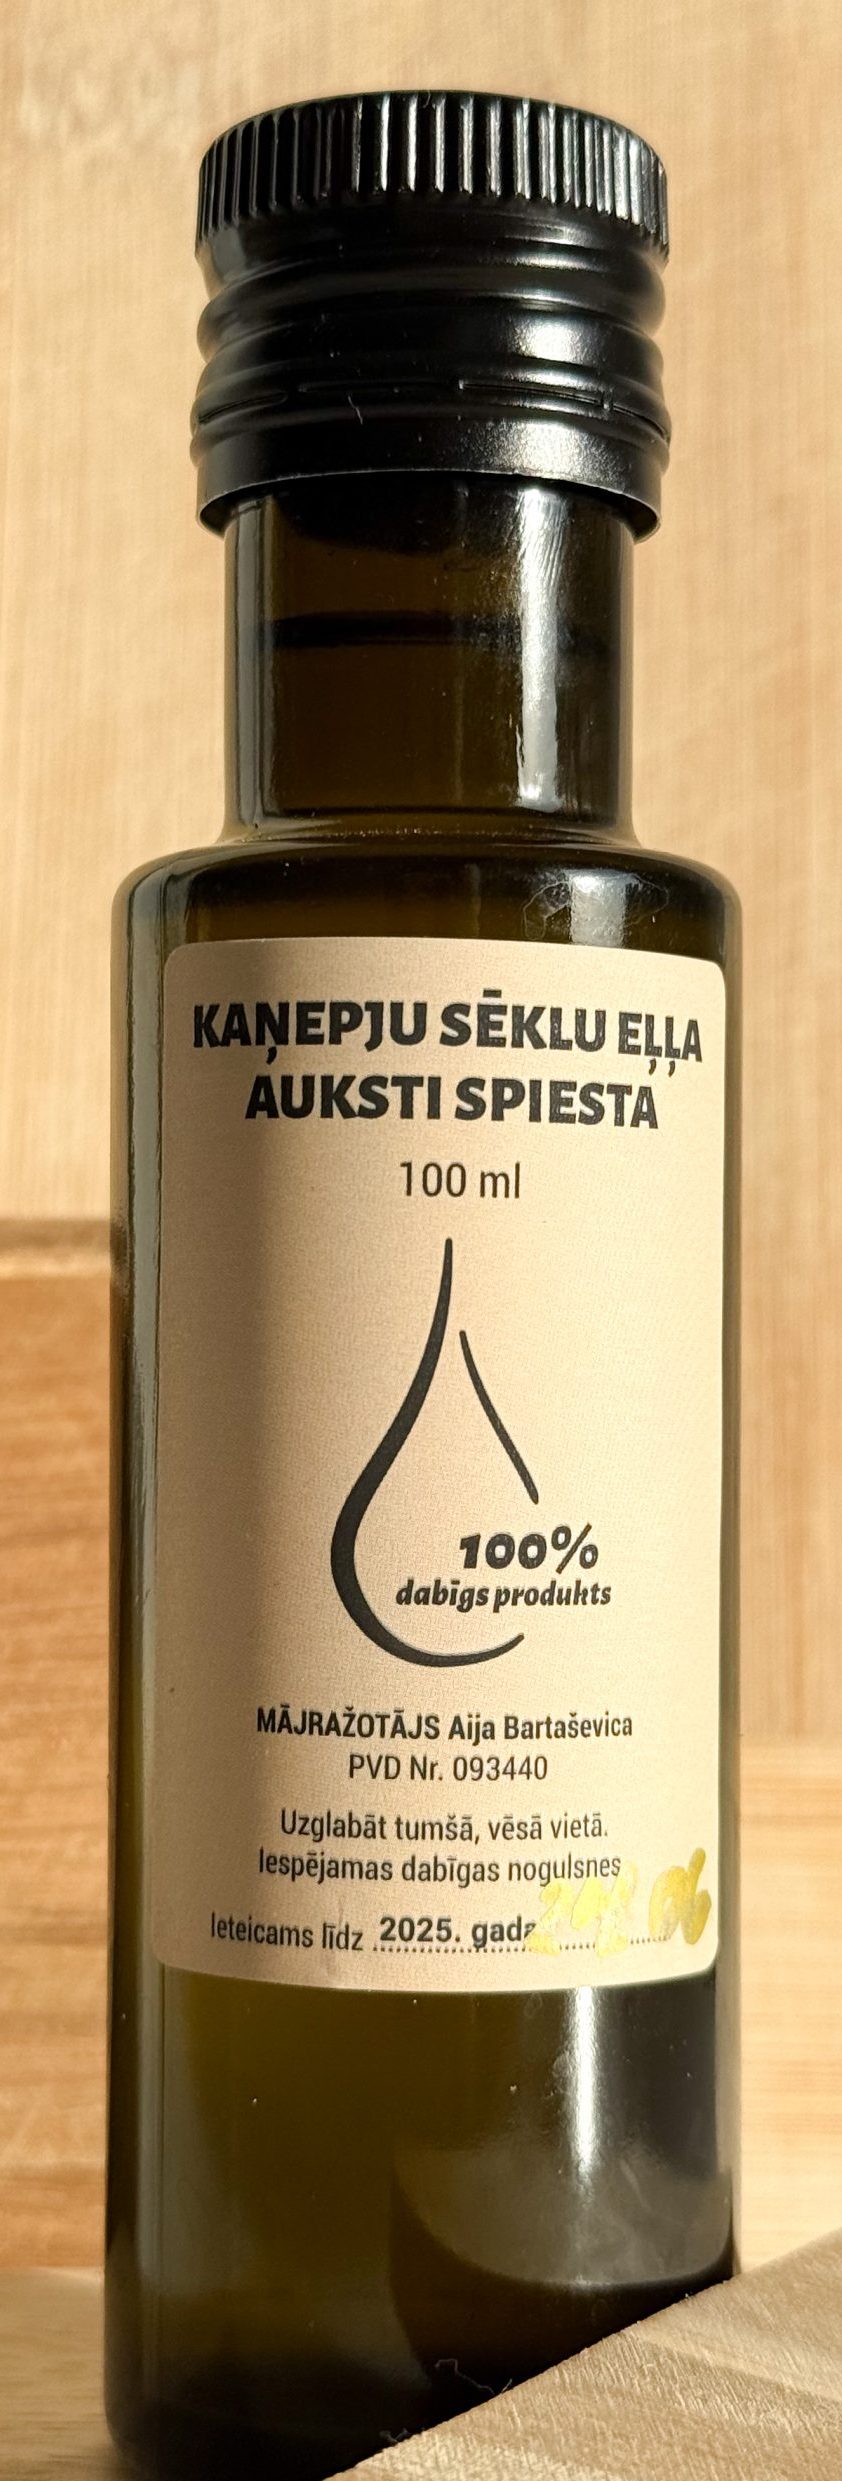 KAŅEPJU SĒKLU EĻĻA
AUKSTI SPIESTA
100 ml
100%
dabīgs produkts
MĀJRAŽOTĀJS Aija Bartaševica
PVD Nr. 093440
Uzglabāt tumšā, vēsā vietā.
Iespējamas dabīgas nogulsnes
Ieteicams līdz 2025. gada